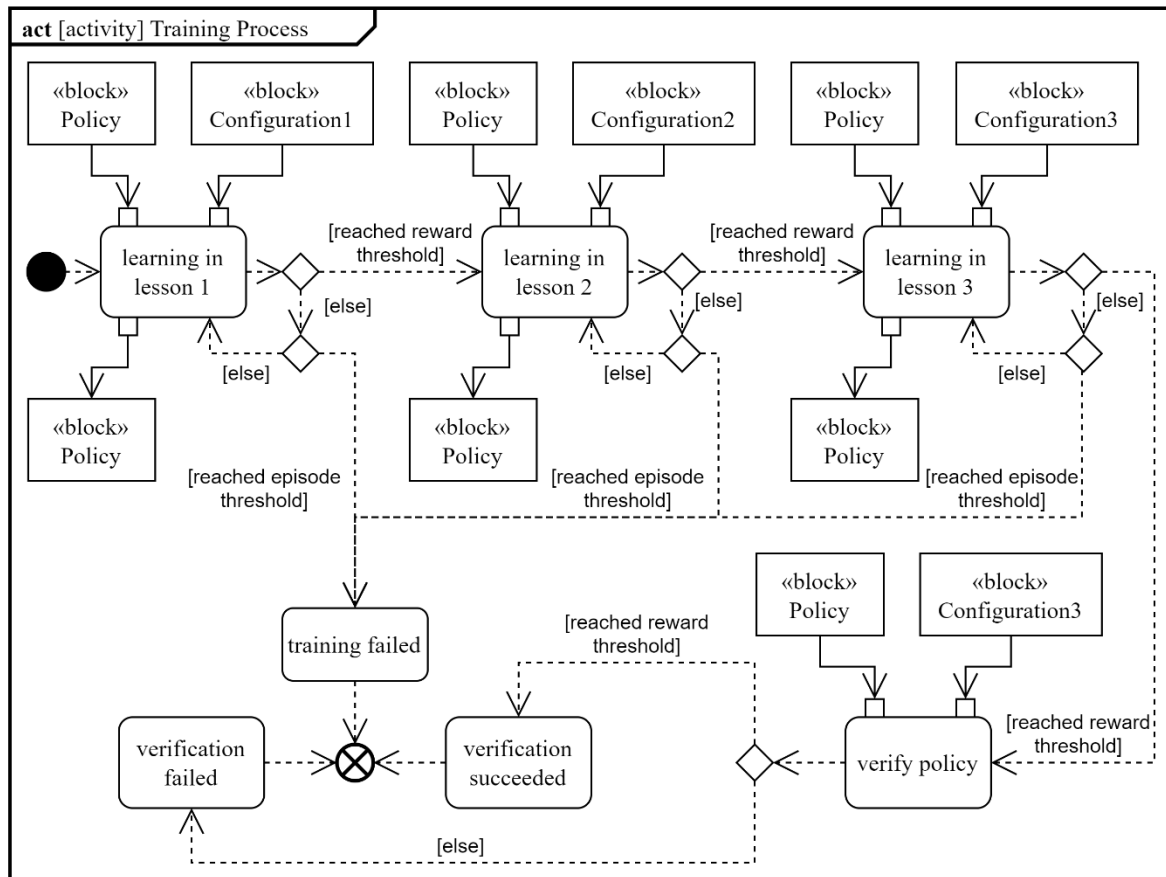 act [activity] Training Process
«block»
Policy
«block»
Configuration1
«block»
Policy
«block»
Configuration2
«block»
Policy
«block»
Configuration3
learning in
lesson 1
[reached reward
threshold]
learning in
lesson 2
[reached reward
threshold]
learning in
lesson 3
[else]
[else]
[else]
[else]
[else]
[else]
«block»
Policy
«block»
Policy
«block»
Policy
[reached episode
threshold]
[reached episode
threshold]
[reached episode
threshold]
«block»
Policy
«block»
Configuration3
training failed
[reached reward
threshold]
[reached reward
threshold]
verification
failed
verification
succeeded
verify policy
[else]